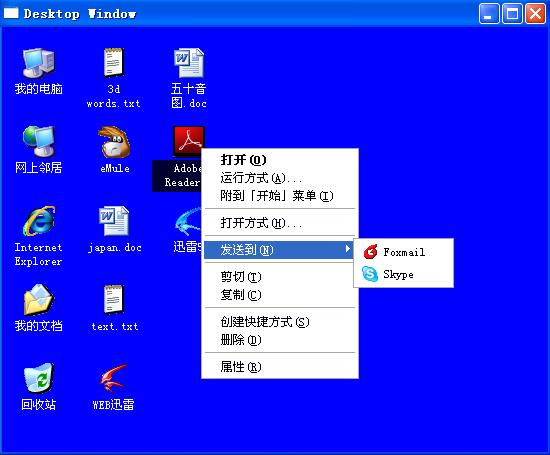 Desktop Window
我的电脑
3d
words.txt
五十音
图.doc
网上邻居
eMule
Adobe
Reader
Internet
Explorer
japan.doc
迅雷5
我的文档
text.txt
回收站
WEB迅雷
打开(O)
运行方式(A)...
附到「开始」菜单(I)
打开方式(H)...
发送到(N)
剪切(T)
复制(C)
创建快捷方式(S)
删除(D)
属性(R)
Foxmail
Skype